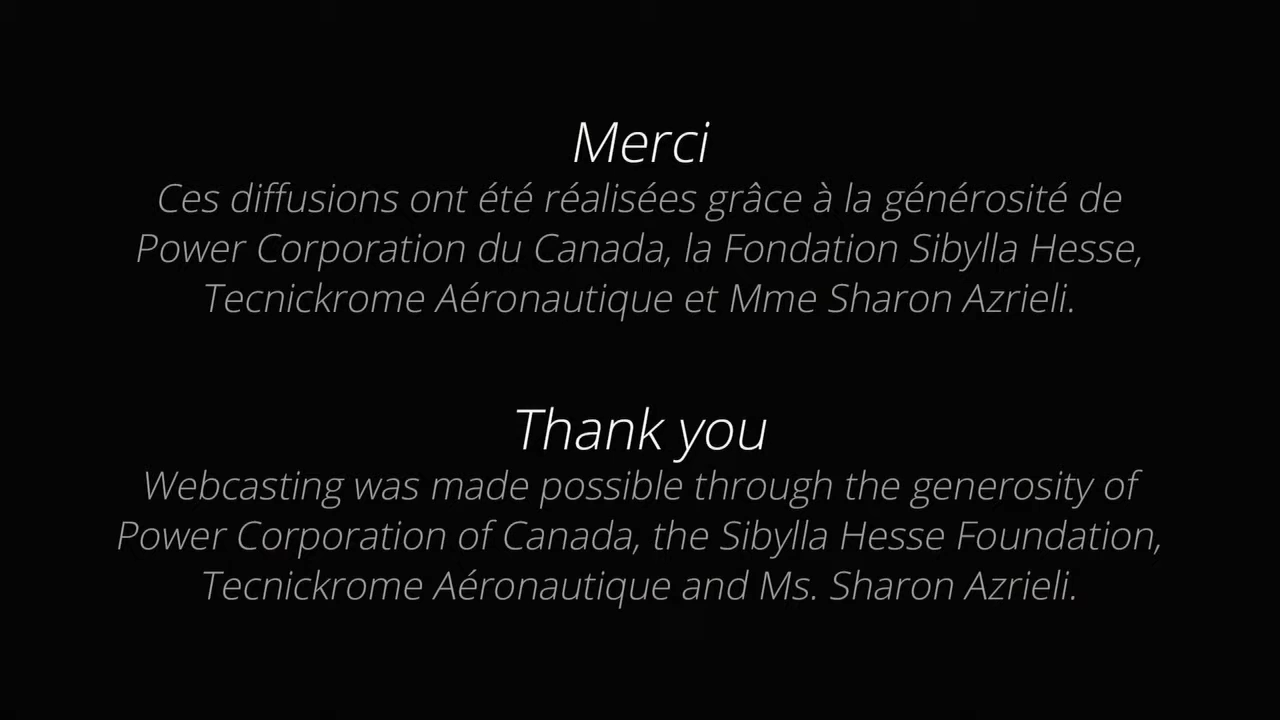 Merci
Ces diffusions ont été réalisées grâce à la générosité de
Power Corporation du Canada, la Fondation Sibylla Hesse,
Tecnickrome Aéronautique et Mme Sharon Azrieli.
Thank you
Webcasting was made possible through the generosity of
Power Corporation of Canada, the Sibylla Hesse Foundation,
Tecnickrome Aéronautique and Ms. Sharon Azrieli.